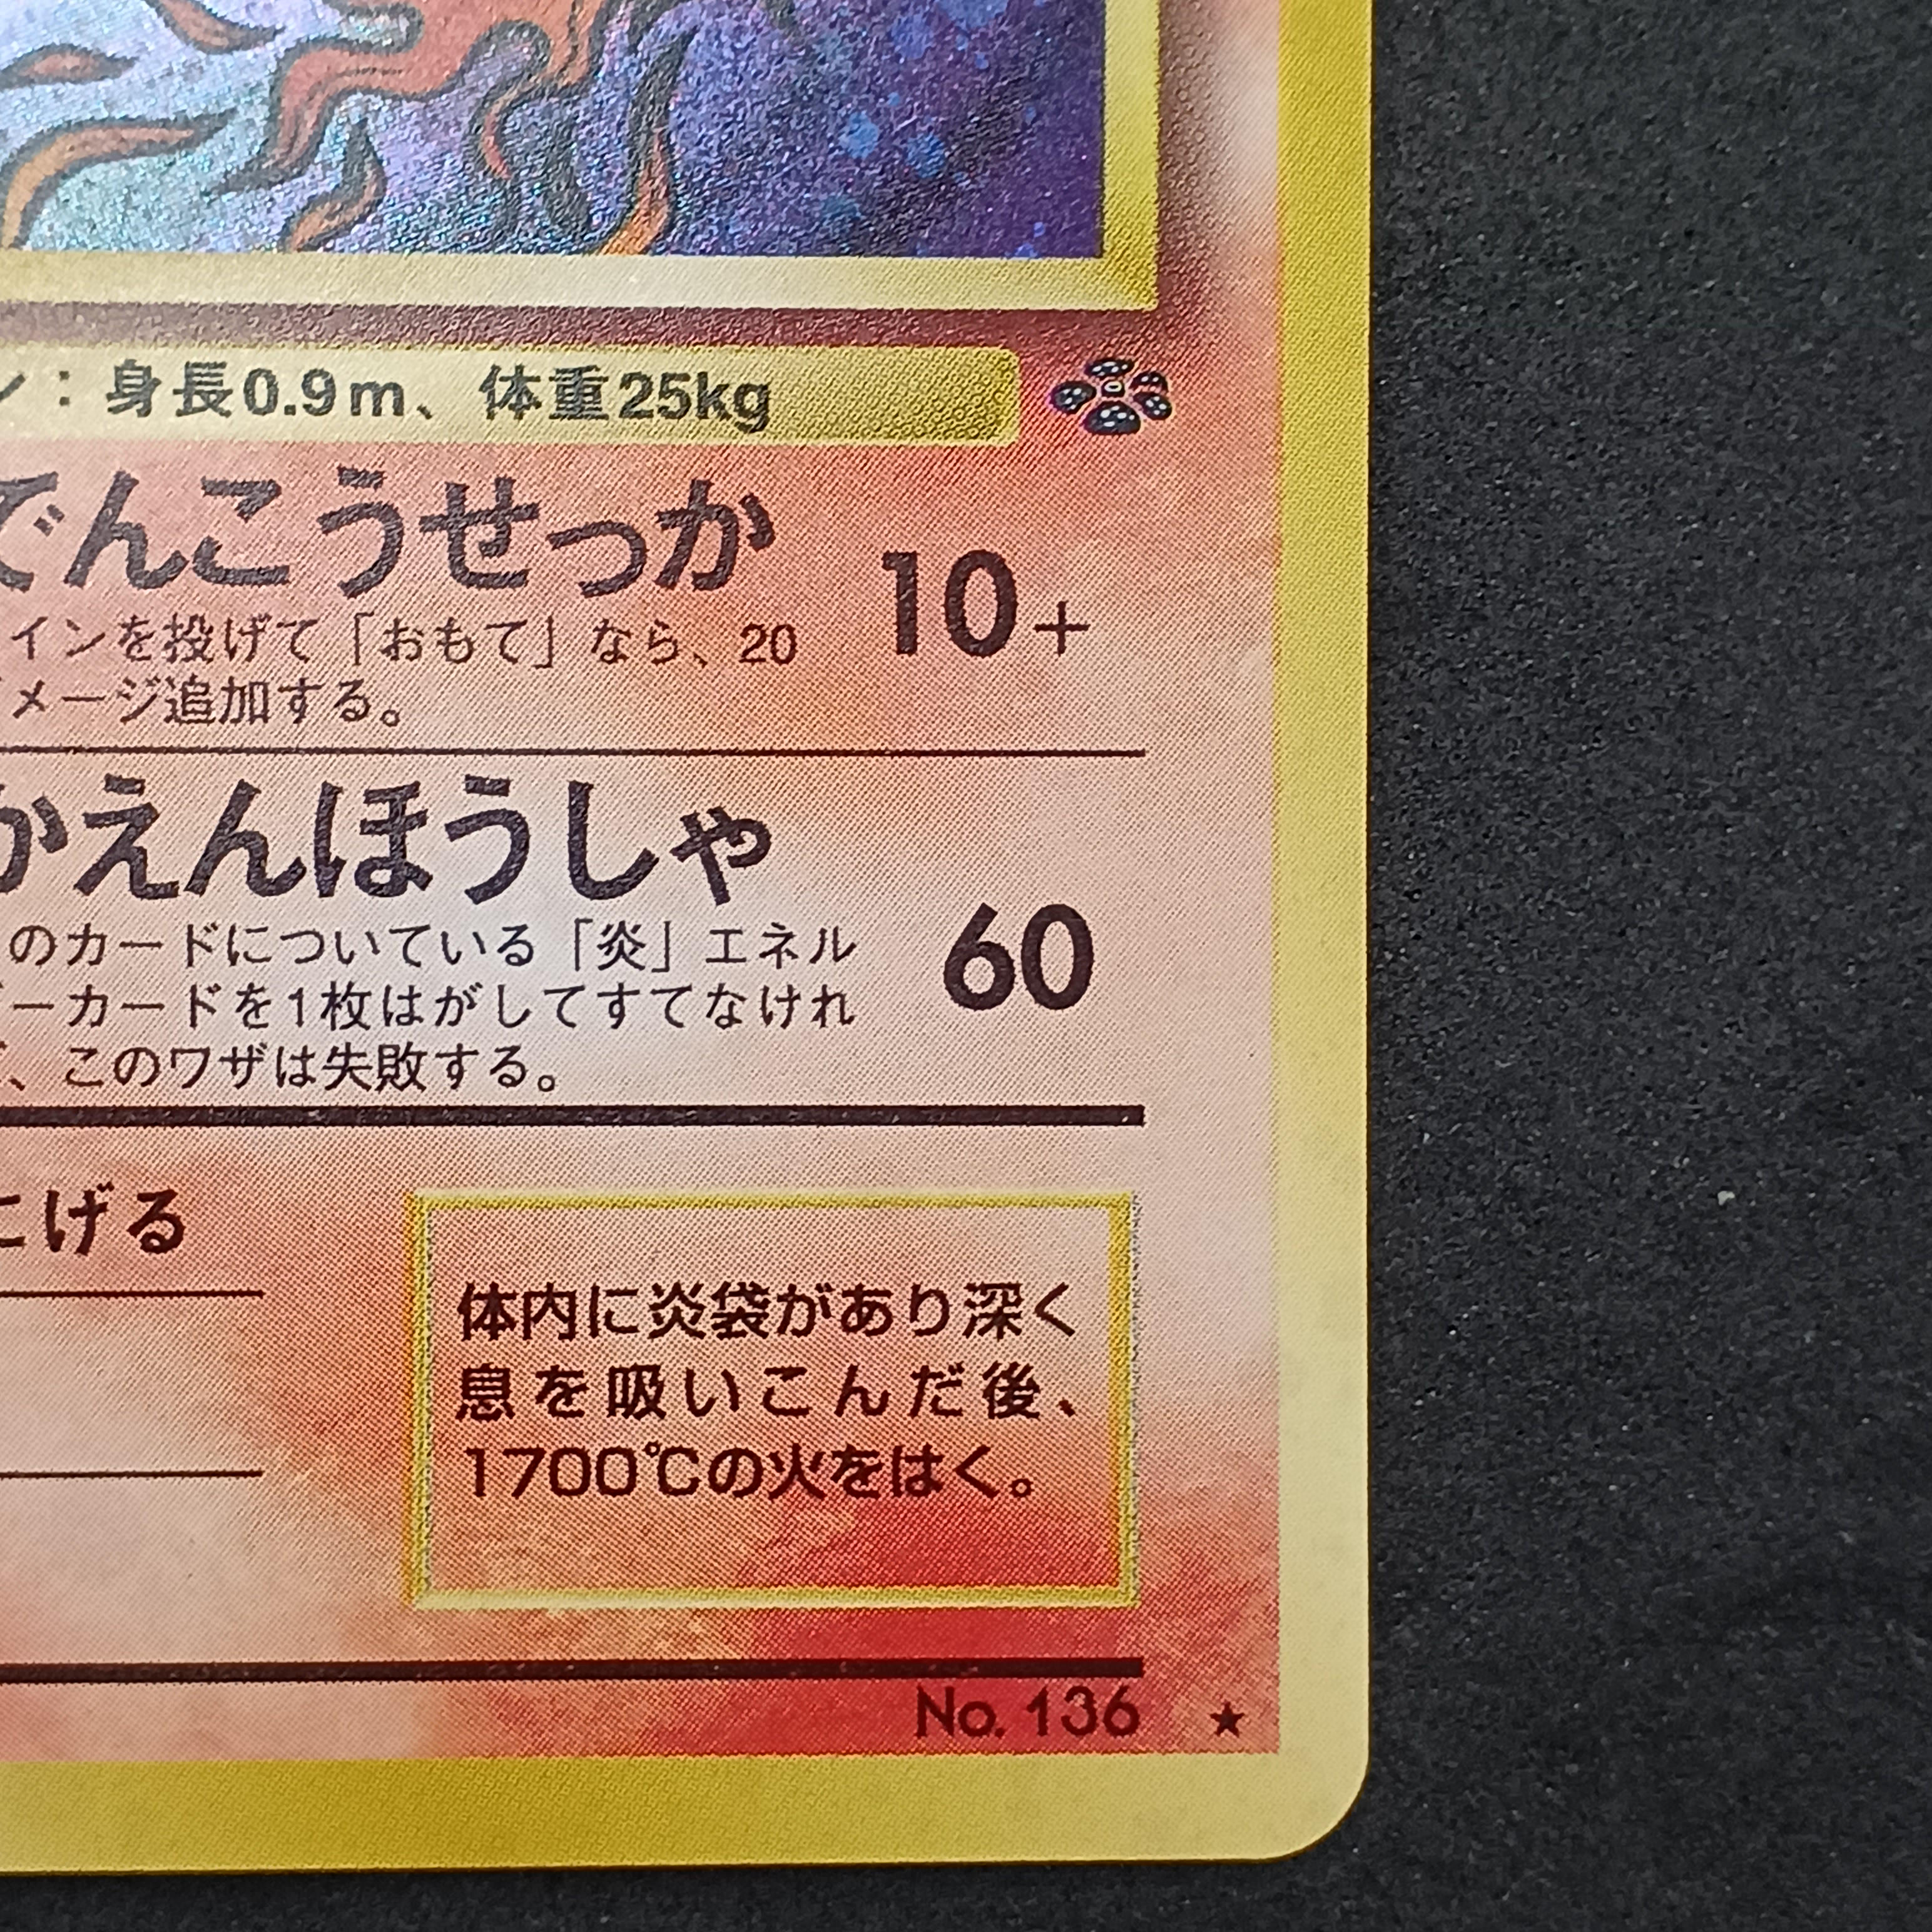 ン：身長0.9m、体重25kg
でんこうせっか
10+
インを投げて「おもて」なら、20
メージ追加する。
かえんほうしゃ
60
のカードについている「炎」エネル
ーカードを1枚はがしてすてなけれ
、このワザは失敗する。
にげる
体内に炎袋があり深く
息を吸いこんだ後、
1700℃の火をはく。
No. 136 ★